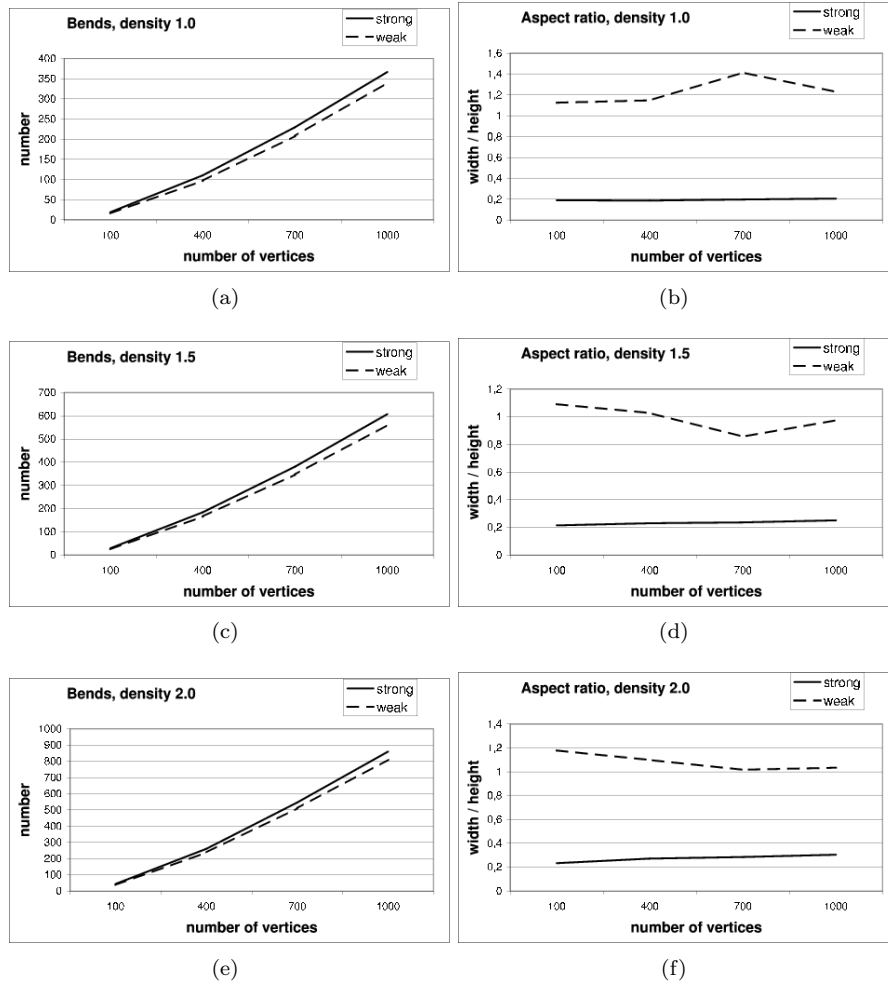 Bends, density 1.0
strong
weak
number
400
350
300
250
200
150
100
50
0
100 400 700 1000
number of vertices
(a)
Aspect ratio, density 1.0
strong
weak
width / height
1,6
1,4
1,2
1
0,8
0,6
0,4
0,2
0
100 400 700 1000
number of vertices
(b)
Bends, density 1.5
strong
weak
number
700
600
500
400
300
200
100
0
100 400 700 1000
number of vertices
(c)
Aspect ratio, density 1.5
strong
weak
width / height
1,2
1
0,8
0,6
0,4
0,2
0
100 400 700 1000
number of vertices
(d)
Bends, density 2.0
strong
weak
number
1000
900
800
700
600
500
400
300
200
100
0
100 400 700 1000
number of vertices
(e)
Aspect ratio, density 2.0
strong
weak
width / height
1,4
1,2
1
0,8
0,6
0,4
0,2
0
100 400 700 1000
number of vertices
(f)